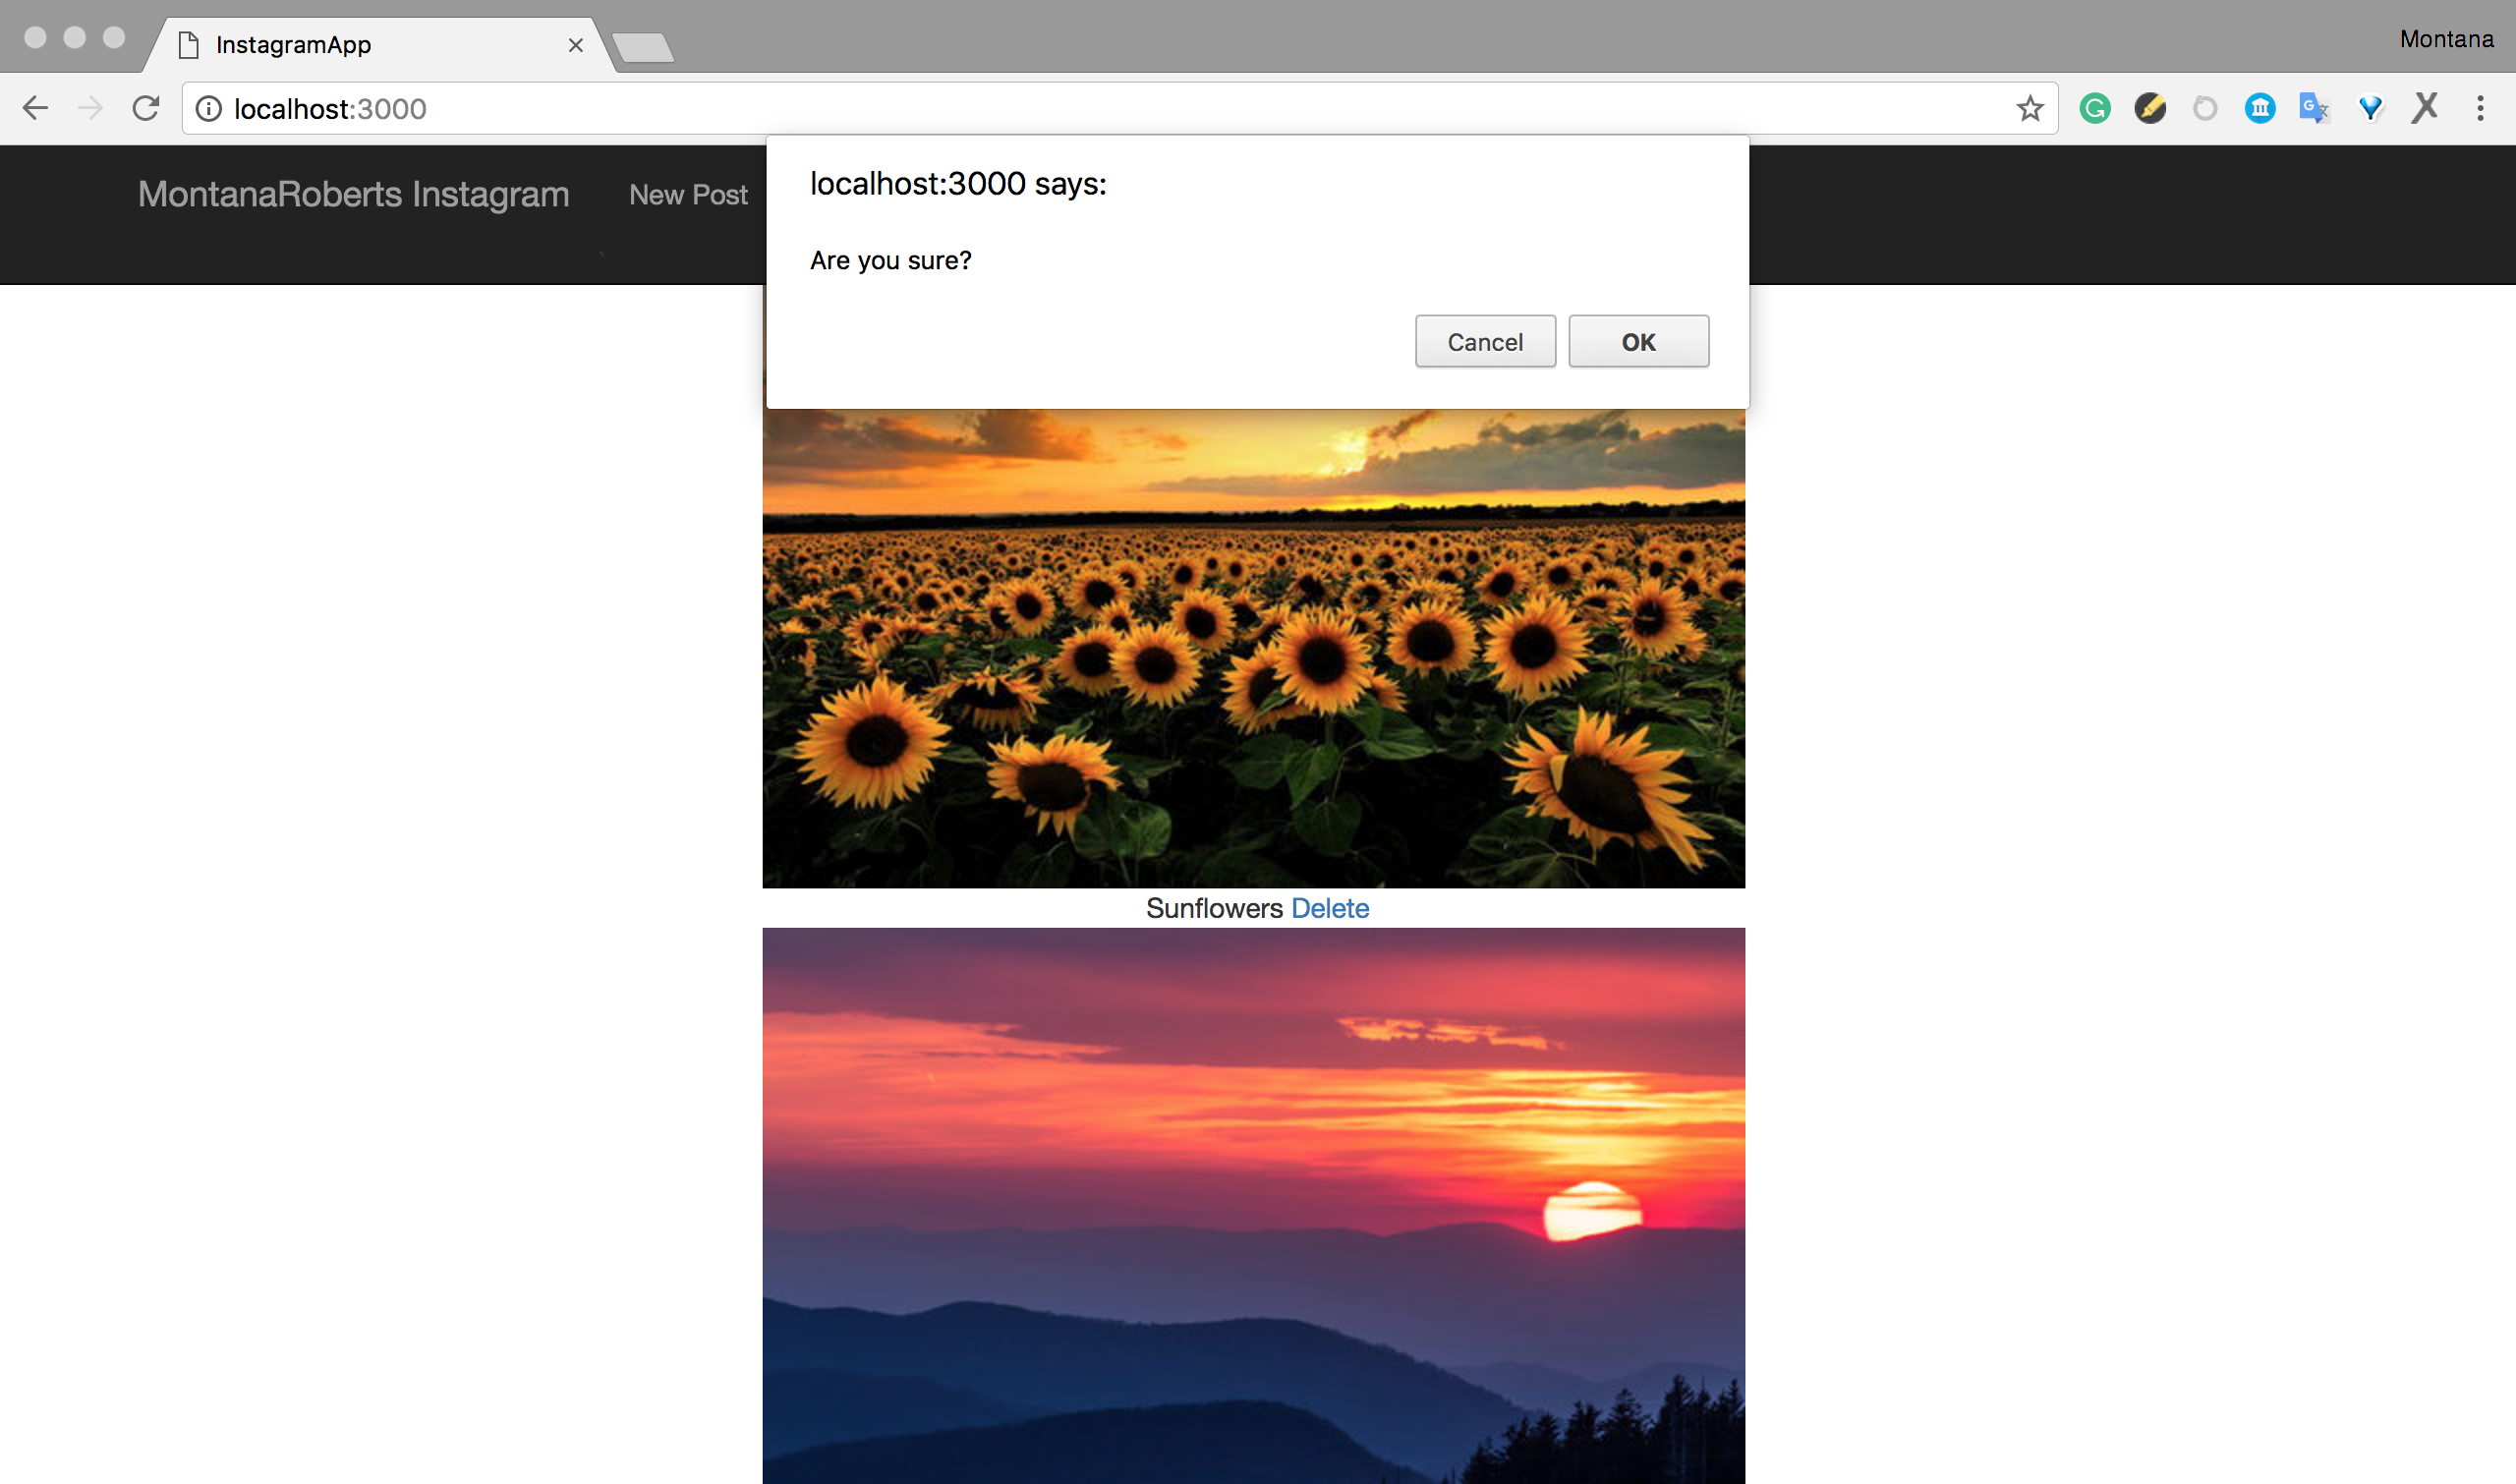 InstagramApp
Montana
localhost:3000
MontanaRoberts Instagram New Post
localhost:3000 says:
Are you sure?
Cancel OK
Sunflowers Delete